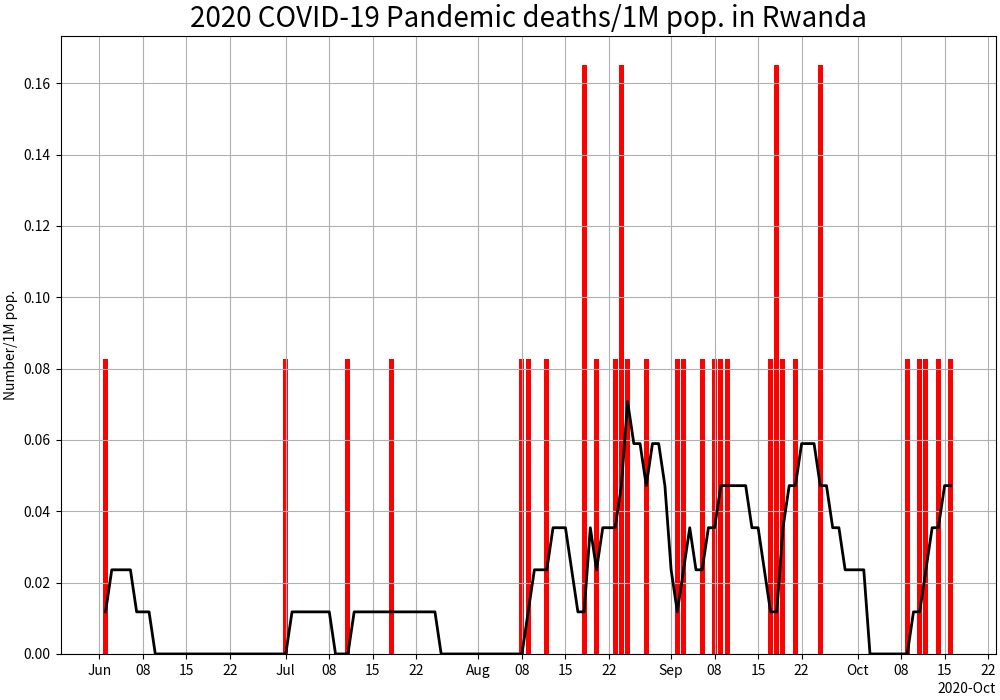 2020 COVID-19 Pandemic deaths/1M pop. in Rwanda
Number/1M pop.
0.16
0.14
0.12
0.10
0.08
0.06
0.04
0.02
0.00
Jun 08 15 22 Jul 08 15 22 Aug 08 15 22 Sep 08 15 22 Oct 08 15 22
2020-Oct